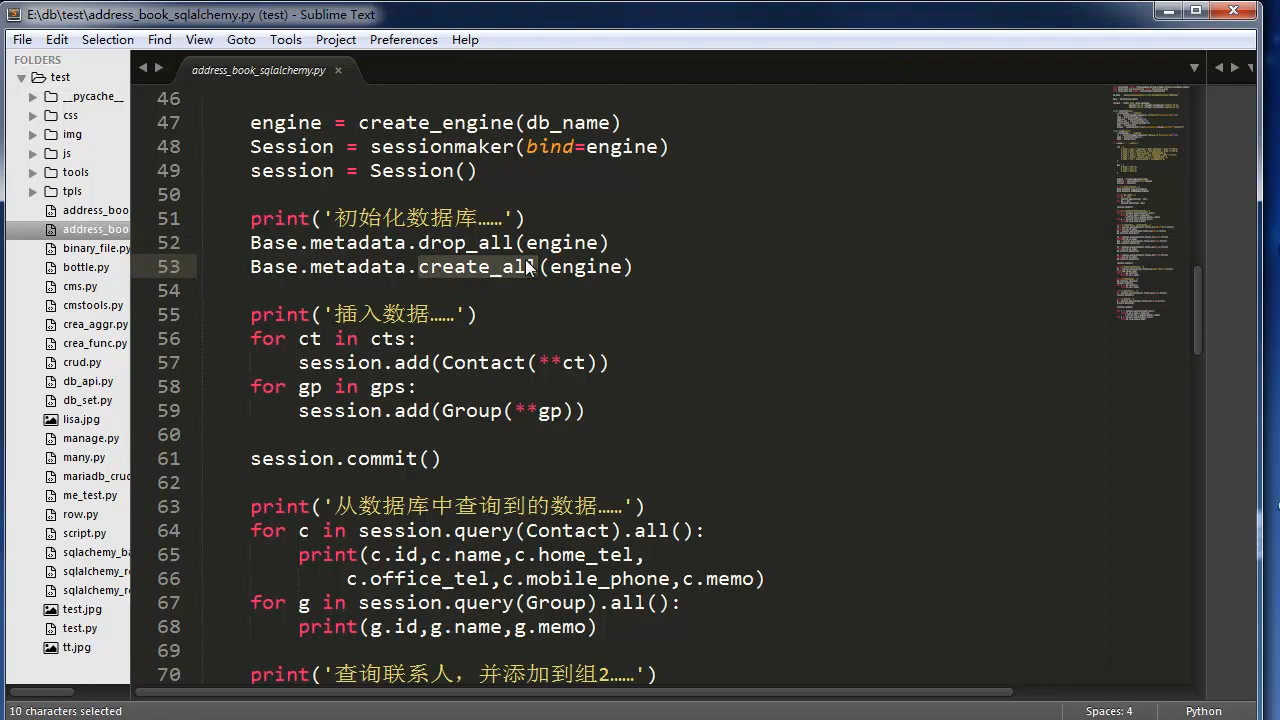 E:\db\test\address_book_sqlalchemy.py (test) - Sublime Text
File Edit Selection Find View Goto Tools Project Preferences Help
FOLDERS
test
__pycache__
css
img
js
tools
tpls
address_boo
address_boo
binary_file.py
bottle.py
cms.py
cmstools.py
crea_aggr.py
crea_func.py
crud.py
db_api.py
db_set.py
lisa.jpg
manage.py
many.py
mariadb_crud
me_test.py
row.py
script.py
sqlachemy_ba
sqlalchemy_re
sqlalchemy_re
test.jpg
test.py
tt.jpg
address_book_sqlalchemy.py
46
47 engine = create_engine(db_name)
48 Session = sessionmaker(bind=engine)
49 session = Session()
50
51 print('初始化数据库……')
52 Base.metadata.drop_all(engine)
53 Base.metadata.create_all(engine)
54
55 print('插入数据……')
56 for ct in cts:
57 session.add(Contact(**ct))
58 for gp in gps:
59 session.add(Group(**gp))
60
61 session.commit()
62
63 print('从数据库中查询到的数据……')
64 for c in session.query(Contact).all():
65 print(c.id,c.name,c.home_tel,
66 c.office_tel,c.mobile_phone,c.memo)
67 for g in session.query(Group).all():
68 print(g.id,g.name,g.memo)
69
70 print('查询联系人，并添加到组2……')
10 characters selected
Spaces: 4
Python